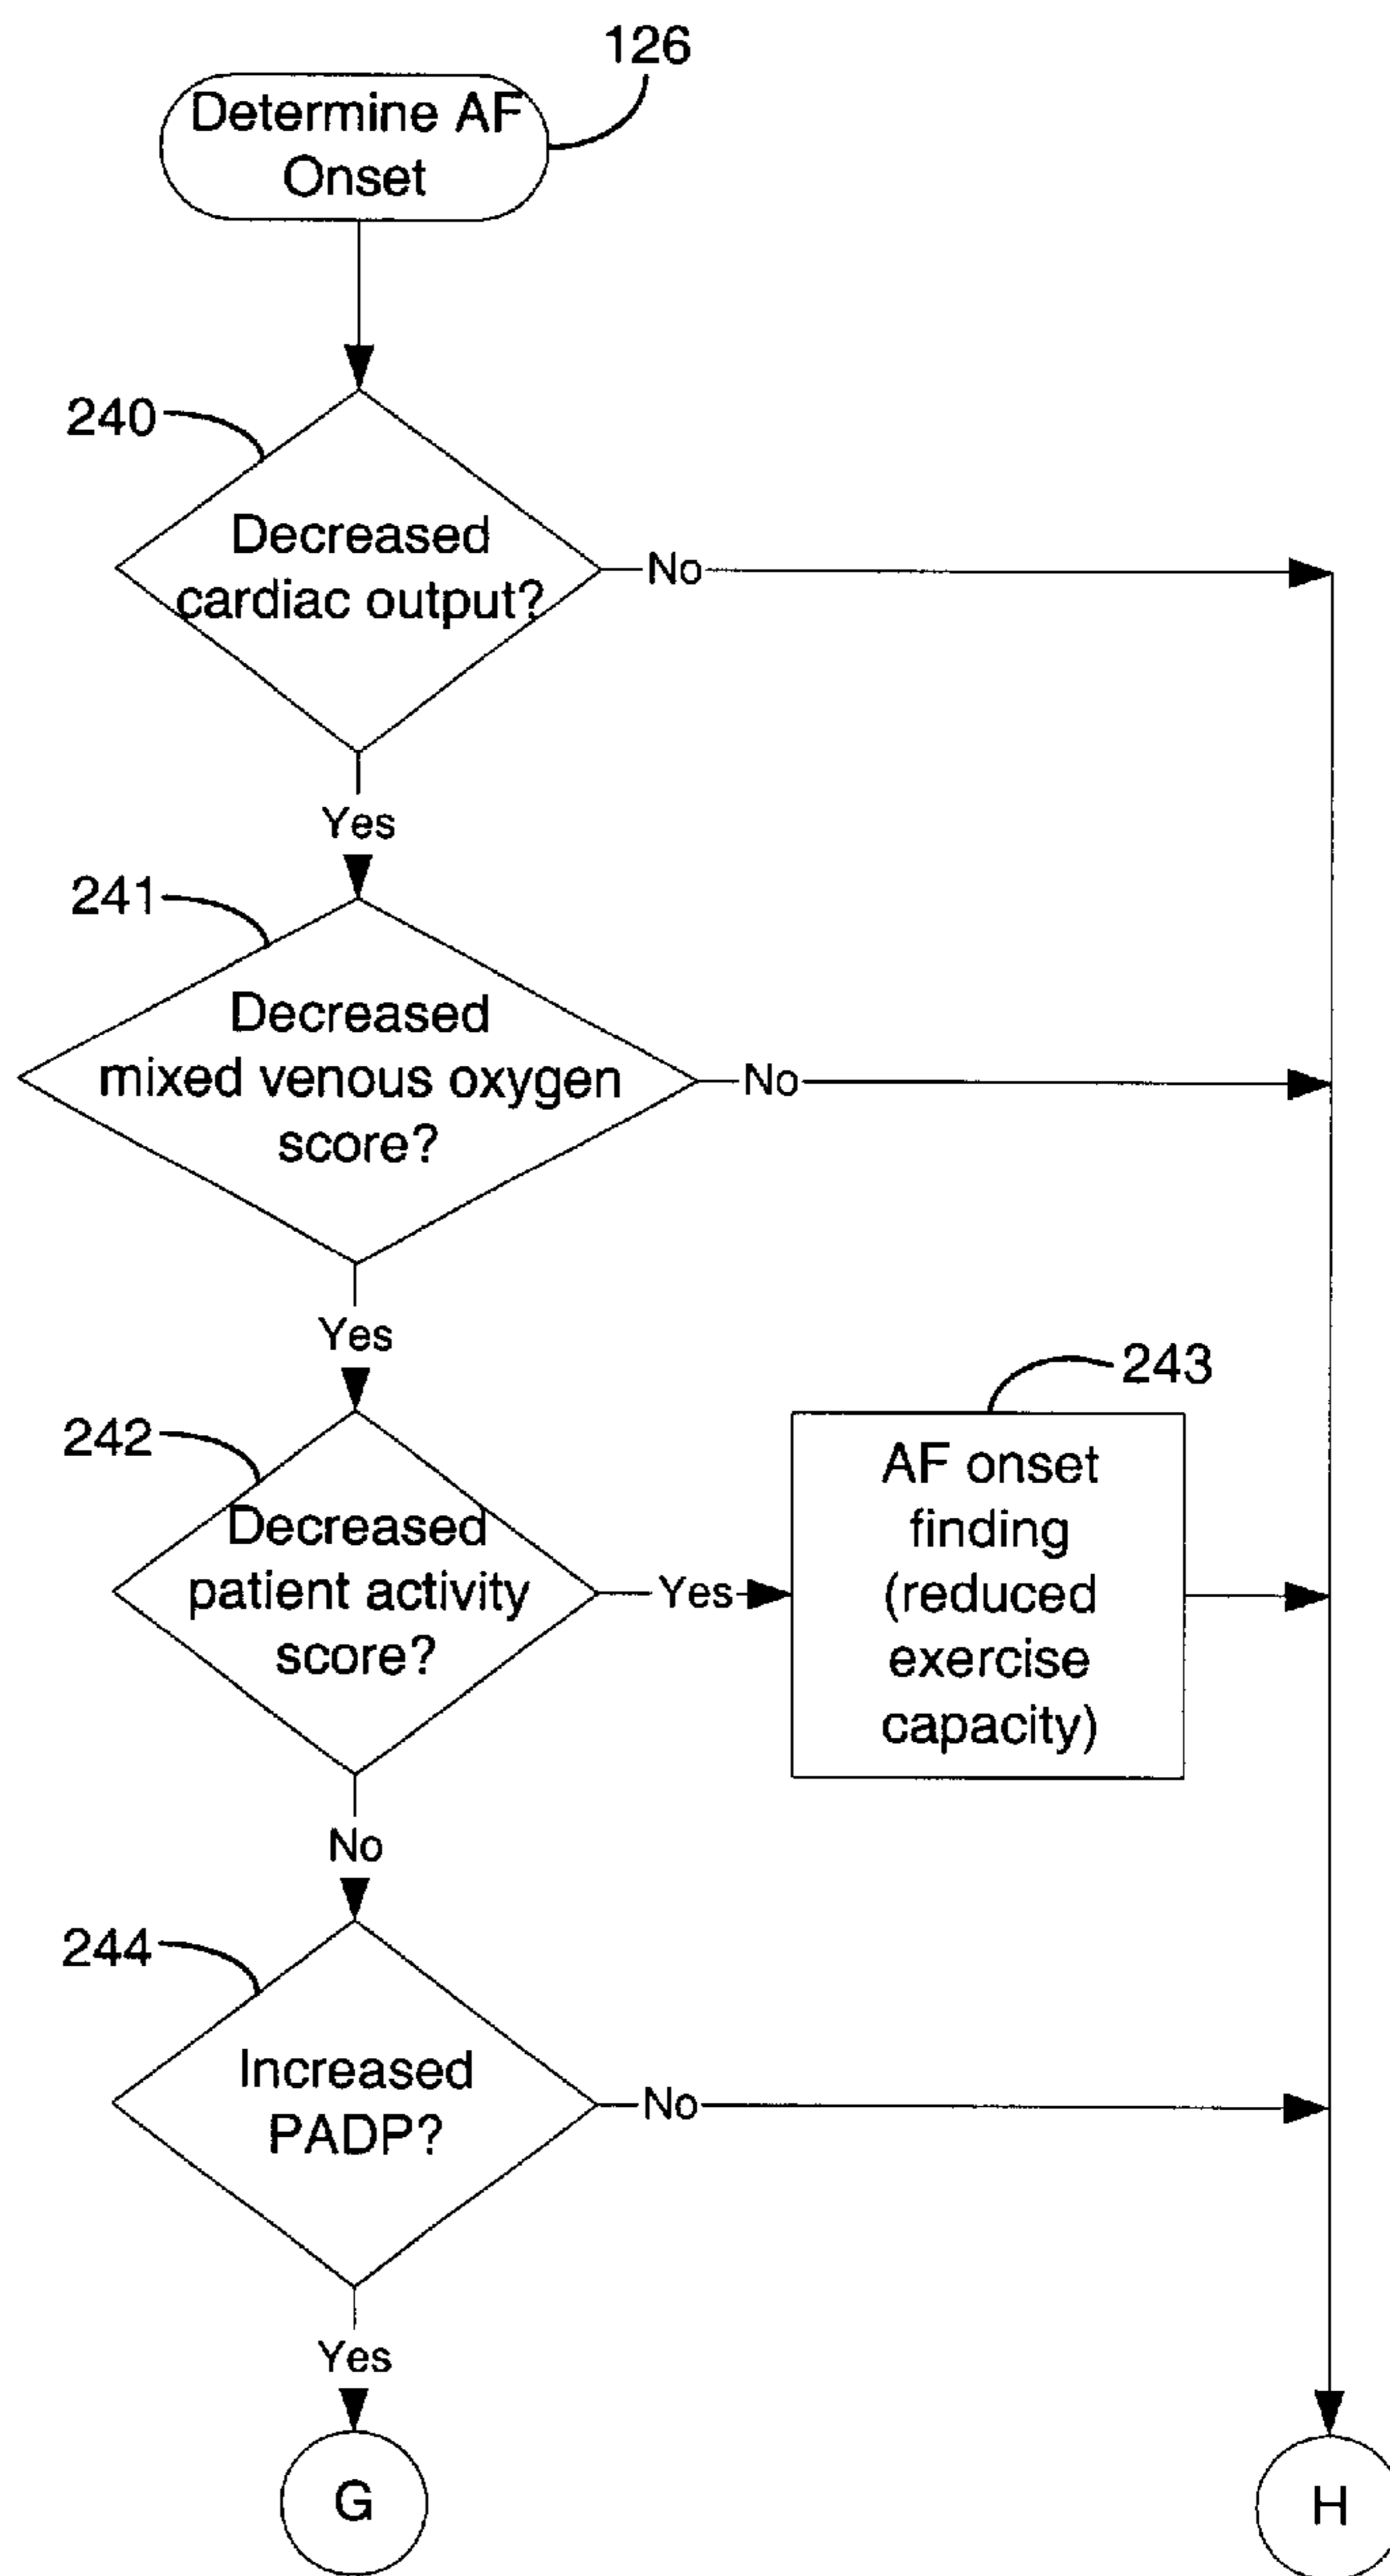 126
Determine AF
Onset
240
Decreased
cardiac output?
No
Yes
241
Decreased
mixed venous oxygen
score?
No
Yes
242
Decreased
patient activity
score?
Yes
243
AF onset
finding
(reduced
exercise
capacity)
No
244
Increased
PADP?
No
Yes
G
H